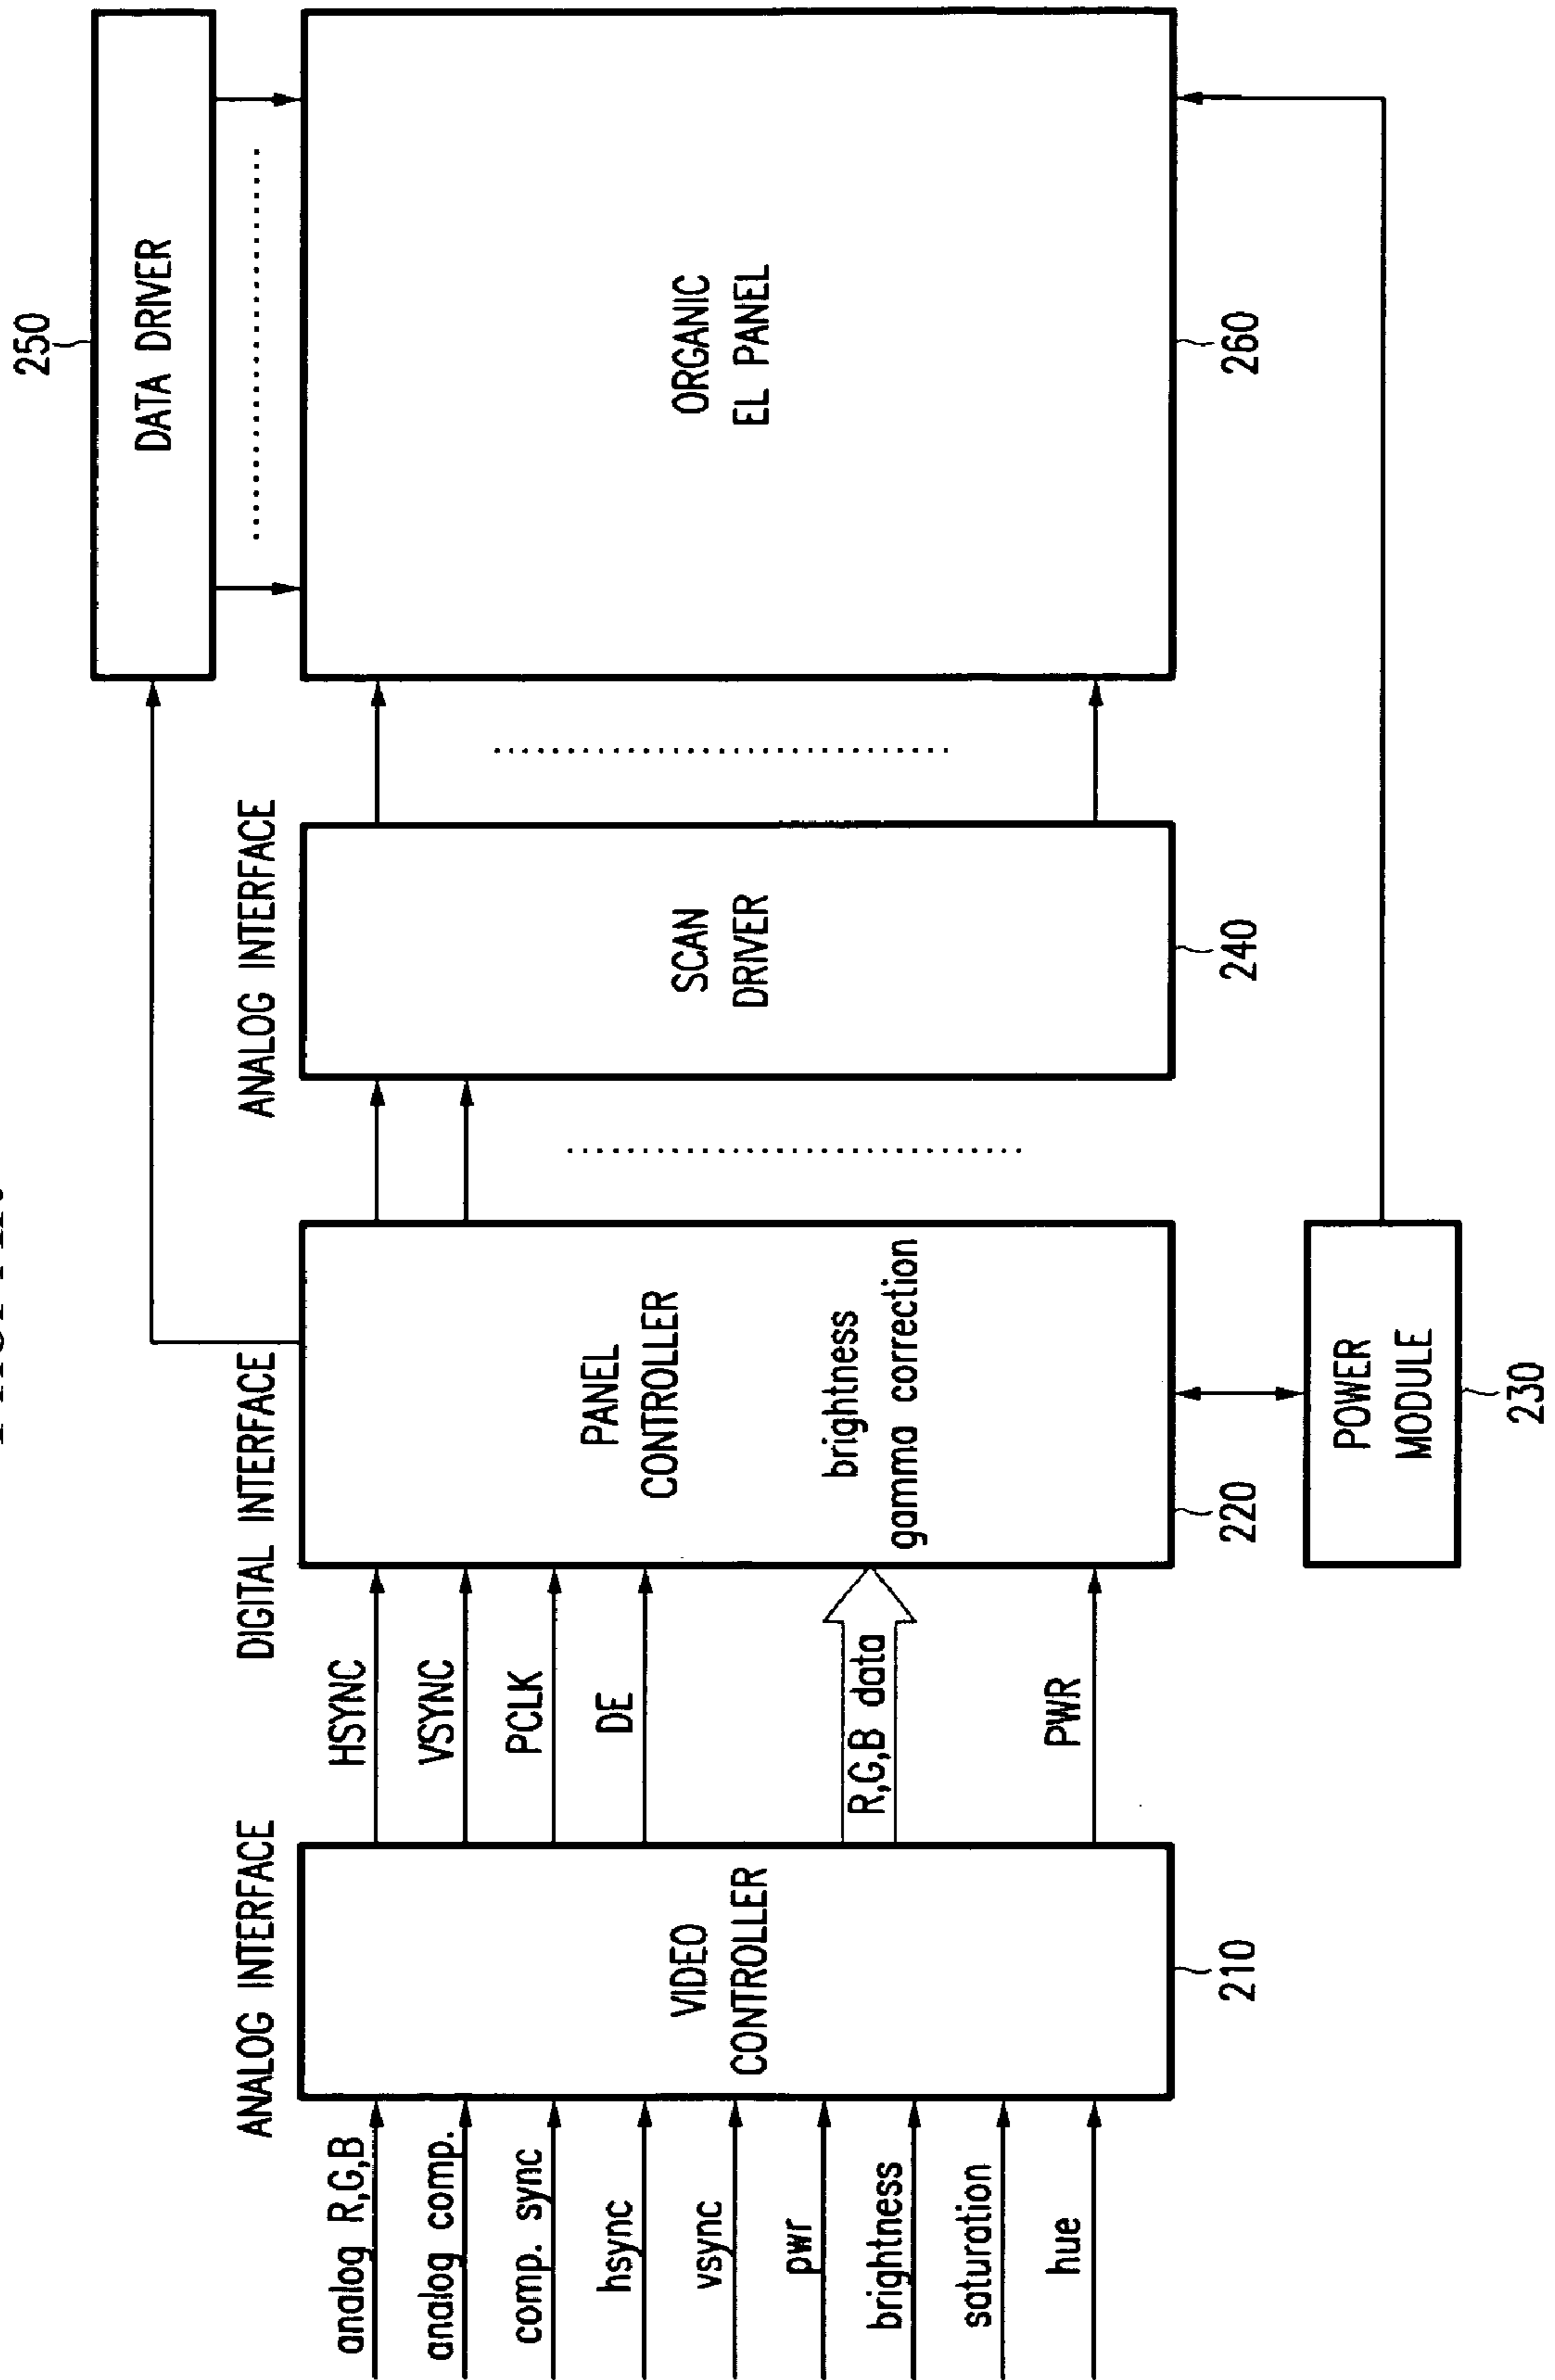 250
DATA DRIVER
ANALOG INTERFACE
DIGITAL INTERFACE
ANALOG INTERFACE
analog R,G,B
analog comp.
comp. sync
hsync
vsync
pwr
brightness
saturation
hue
VIDEO
CONTROLLER
210
HSYNC
VSYNC
PCLK
DE
R,G,B data
PWR
PANEL
CONTROLLER
brightness
gamma correction
220
POWER
MODULE
230
SCAN
DRIVER
240
ORGANIC
EL PANEL
260